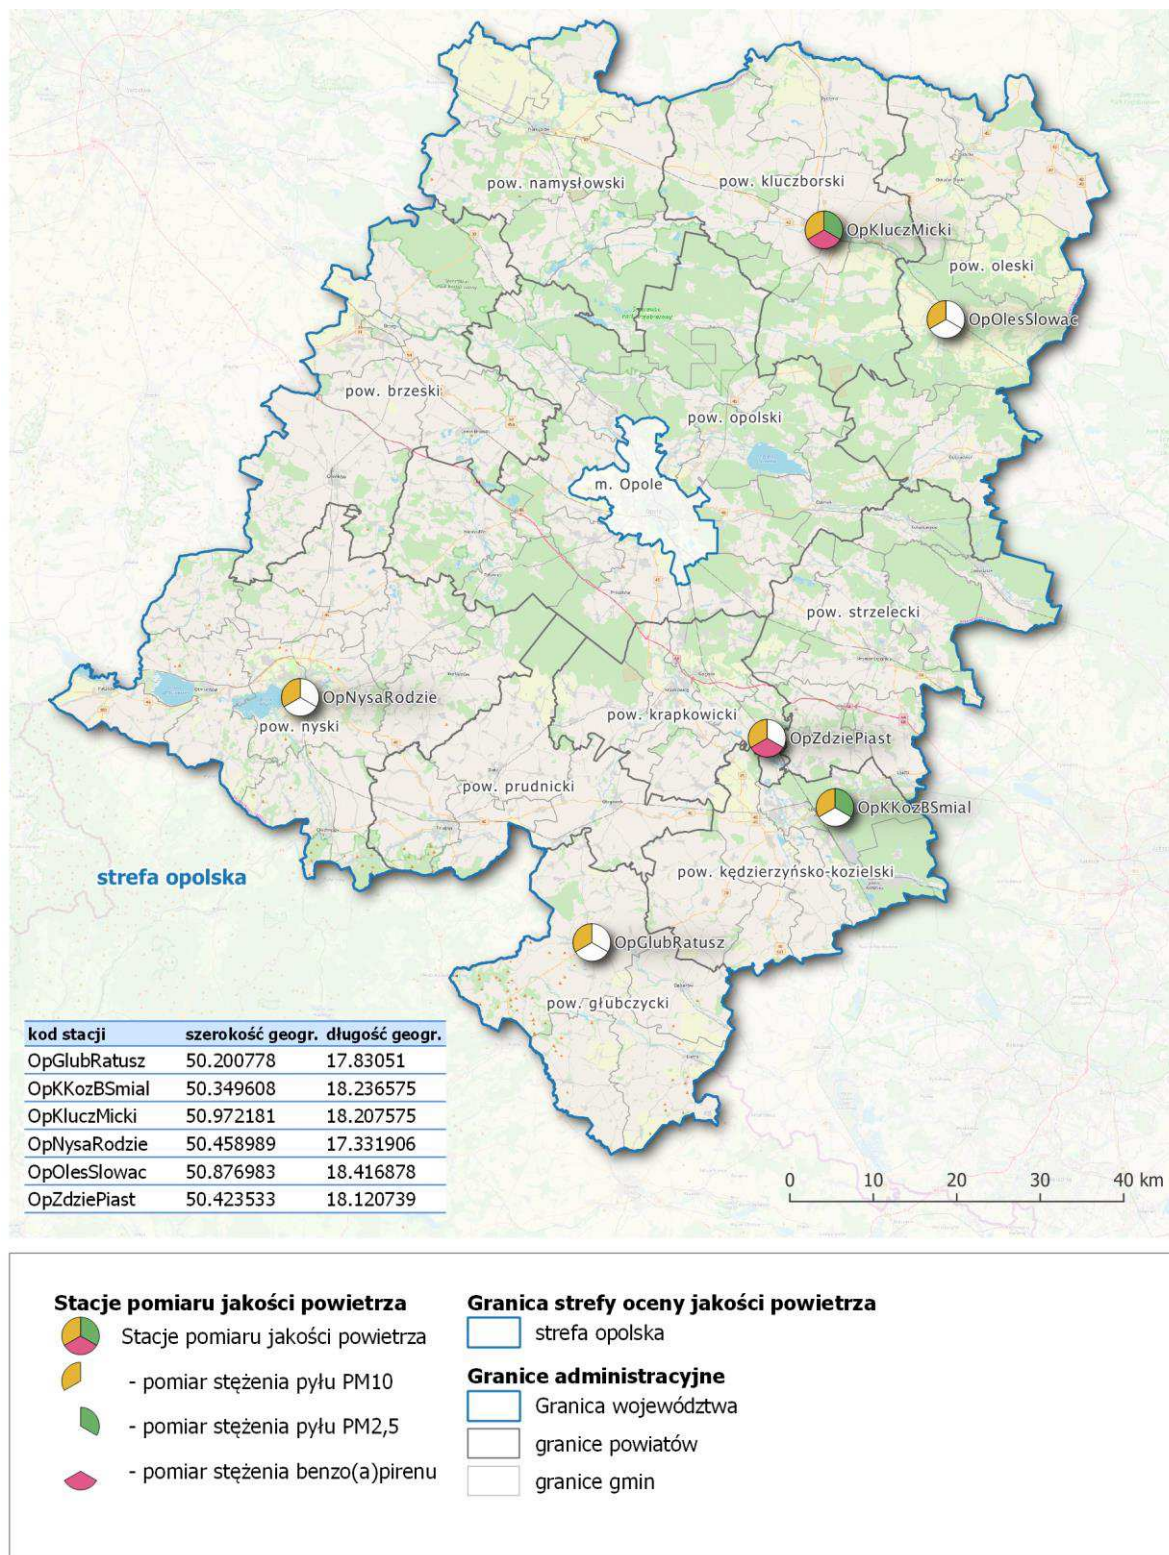 pow. namysłowski
pow. kluczborski
OpKluczMicki
pow. oleski
OpOlesSlowac
pow. brzeski
pow. opolski
m. Opole
pow. strzelecki
OpNysaRodzie
pow. nyski
pow. krapkowicki
OpZdziePiast
pow. prudnicki
OpKKozBSmial
strefa opolska
pow. kędzierzyńsko-kozielski
OpGlubRatusz
pow. głubczycki
kod stacji szerokość geogr. długość geogr.
OpGlubRatusz 50.200778 17.83051
OpKKozBSmial 50.349608 18.236575
OpKluczMicki 50.972181 18.207575
OpNysaRodzie 50.458989 17.331906
OpOlesSlowac 50.876983 18.416878
OpZdziePiast 50.423533 18.120739
0 10 20 30 40 km
Stacje pomiaru jakości powietrza
Stacje pomiaru jakości powietrza
- pomiar stężenia pyłu PM10
- pomiar stężenia pyłu PM2,5
- pomiar stężenia benzo(a)pirenu
Granica strefy oceny jakości powietrza
strefa opolska
Granice administracyjne
Granica województwa
granice powiatów
granice gmin